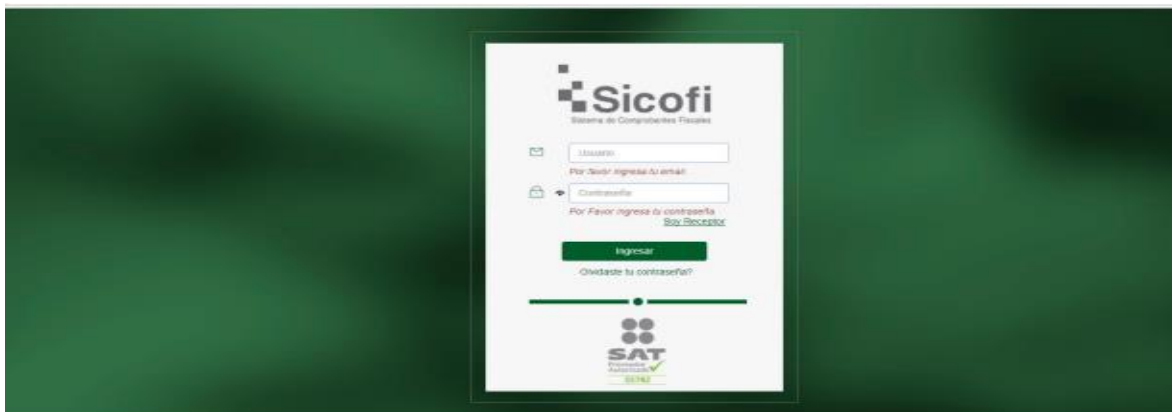 Sicofi
Sistema de Comprobantes Fiscales
Usuario
Por favor ingresa tu email
Contraseña
Por Favor ingresa tu contraseña
Soy Receptor
Ingresar
Olvidaste tu contraseña?
SAT
Autorizado